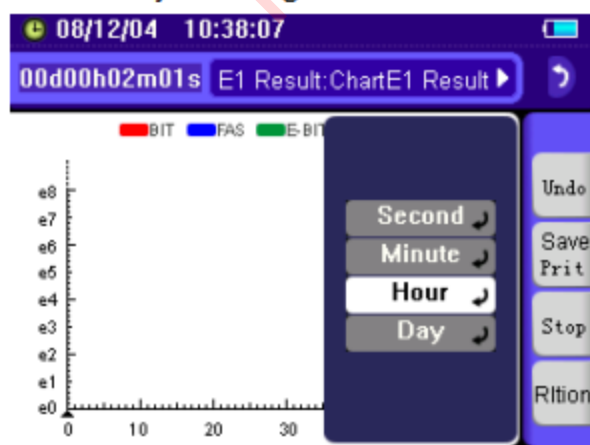 08/12/04 10:38:07
00d00h02m01s E1 Result:ChartE1 Result
BIT FAS E-BIT
Second
Minute
Hour
Day
Undo
Save
Prit
Stop
Rltion
e8
e7
e6
e5
e4
e3
e2
e1
e0
0 10 20 30